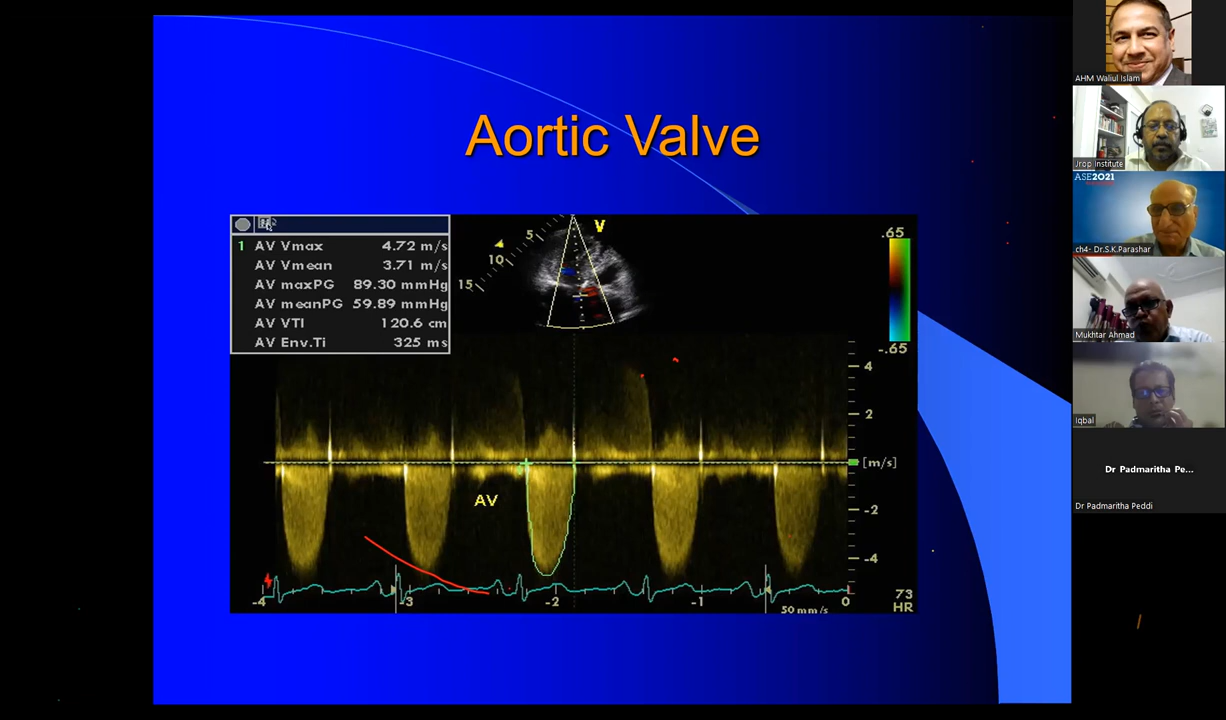 Aortic Valve
1 AV Vmax 4.72 m/s
AV Vmean 3.71 m/s
AV maxPG 89.30 mmHg
AV meanPG 59.89 mmHg
AV VTI 120.6 cm
AV Env.Ti 325 ms
V
5
10
15
.65
-.65
4
2
[m/s]
-2
-4
AV
-4 -3 -2 -1 0
50 mm/s
73
HR
AHM Waliul Islam
Jrop Institute
ASE2021
ch4- Dr.S.K.Parashar
Mukhtar Ahmad
Iqbal
Dr Padmaritha Pe...
Dr Padmaritha Peddi